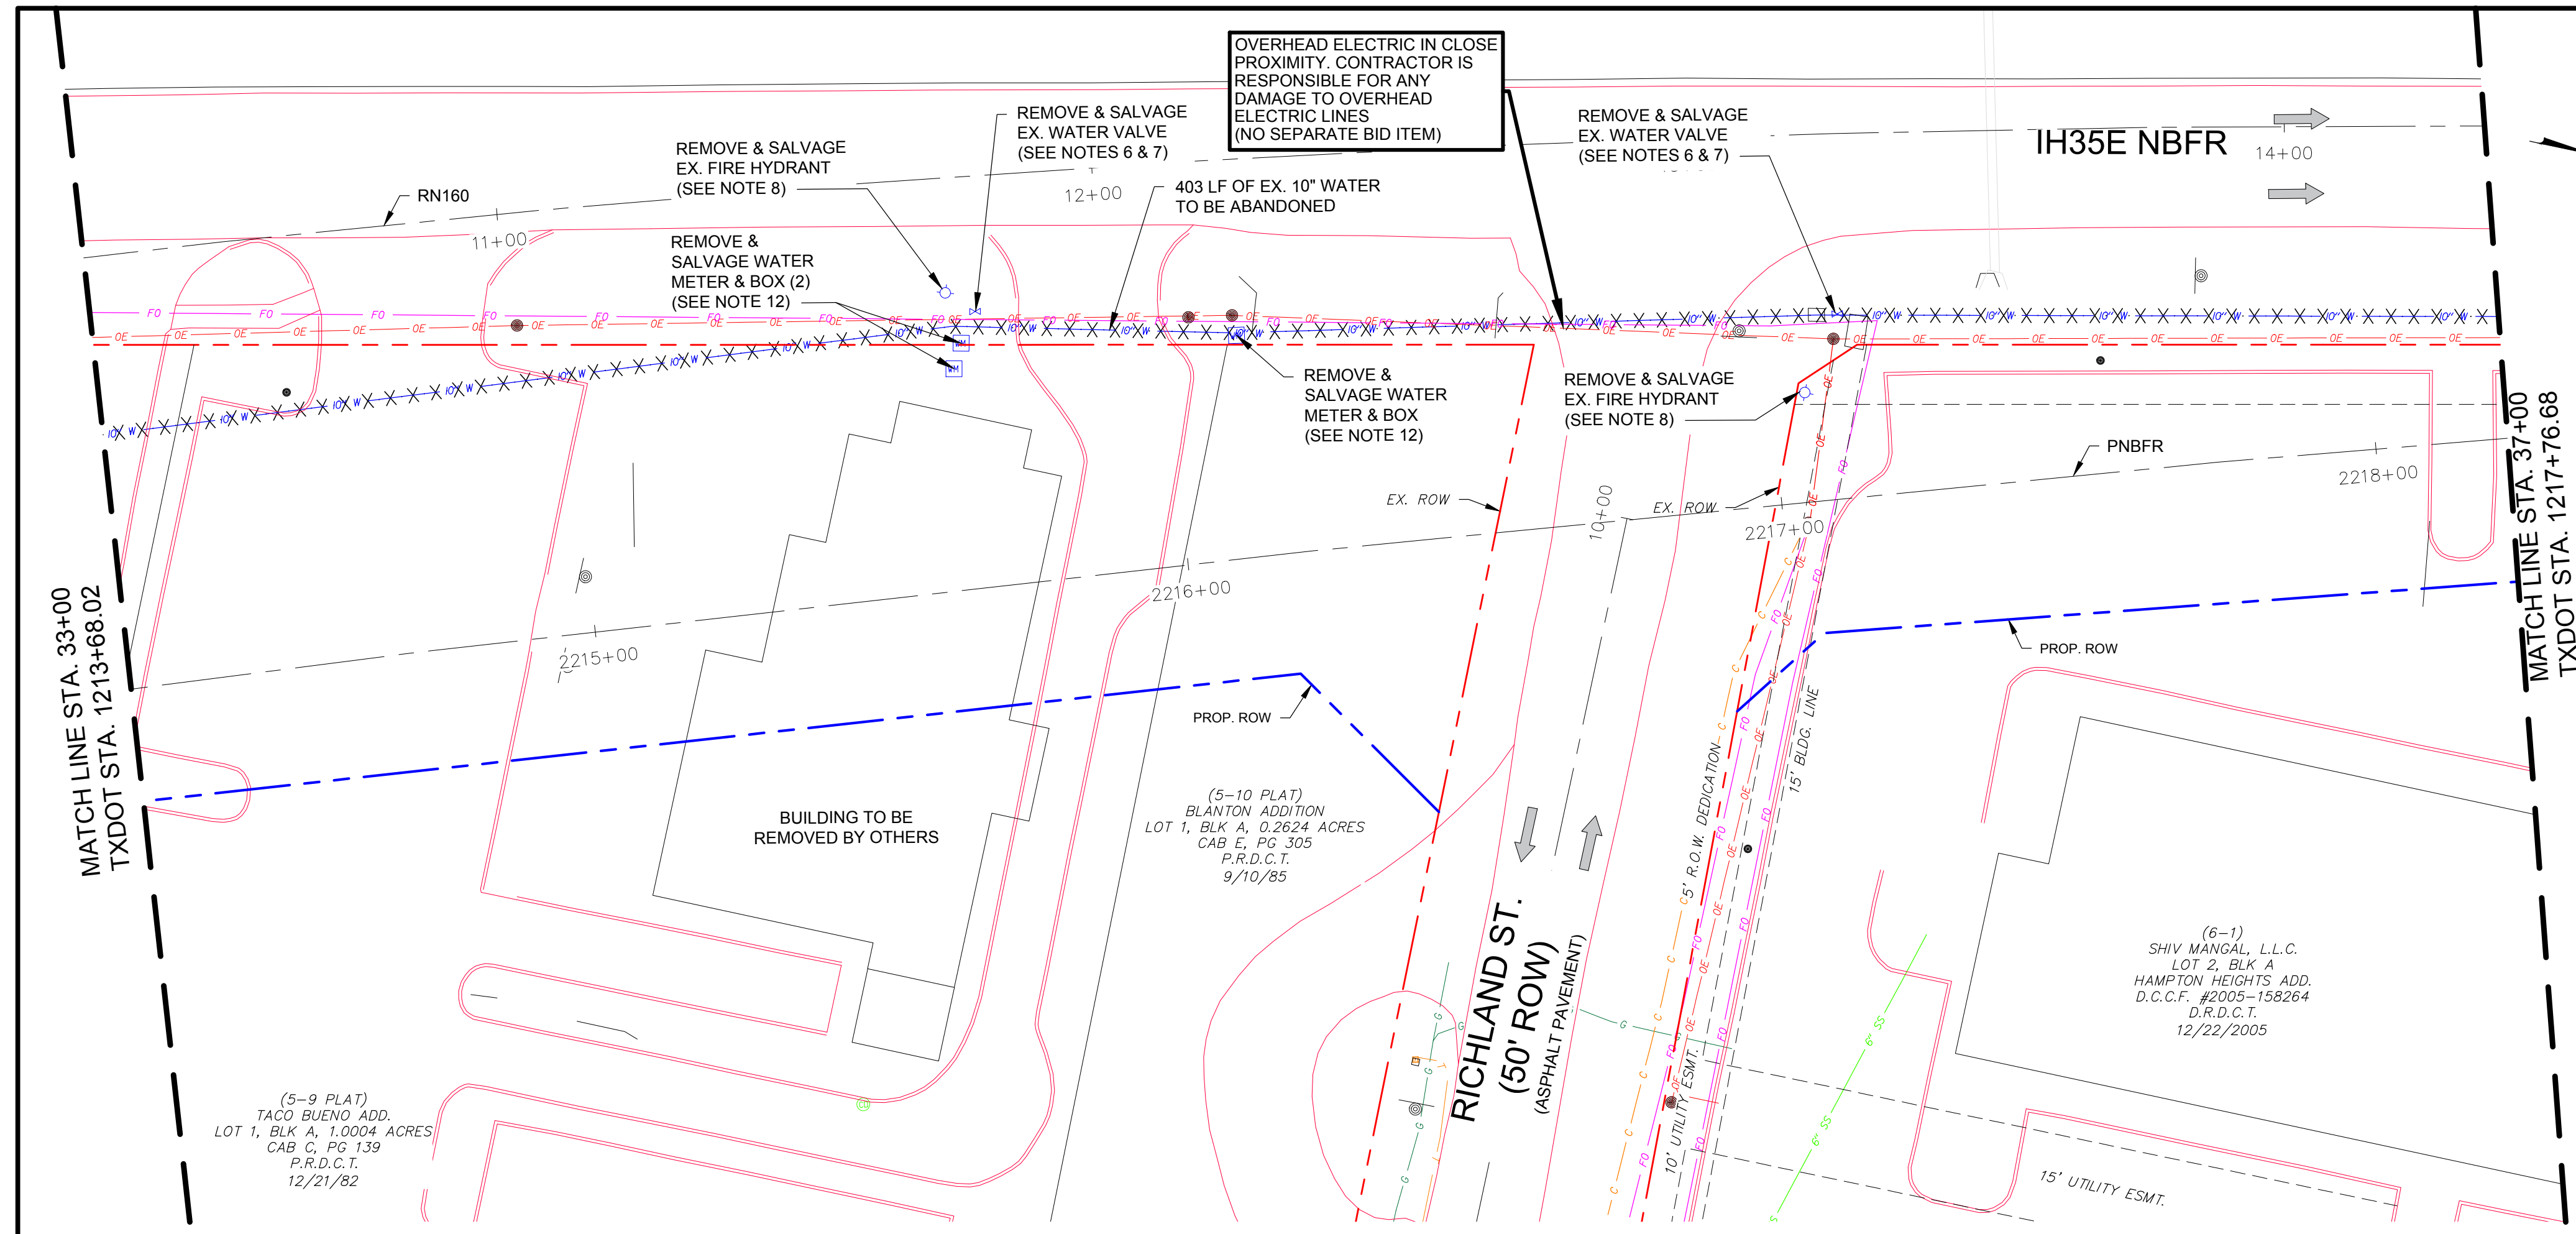 OVERHEAD ELECTRIC IN CLOSE
PROXIMITY. CONTRACTOR IS
RESPONSIBLE FOR ANY
DAMAGE TO OVERHEAD
ELECTRIC LINES
(NO SEPARATE BID ITEM)
REMOVE & SALVAGE
EX. WATER VALVE
(SEE NOTES 6 & 7)
REMOVE & SALVAGE
EX. WATER VALVE
(SEE NOTES 6 & 7)
IH35E NBFR
14+00
REMOVE & SALVAGE
EX. FIRE HYDRANT
(SEE NOTE 8)
RN160
403 LF OF EX. 10" WATER
TO BE ABANDONED
12+00
11+00
REMOVE &
SALVAGE WATER
METER & BOX (2)
(SEE NOTE 12)
WM
WM
REMOVE &
SALVAGE WATER
METER & BOX
(SEE NOTE 12)
REMOVE & SALVAGE
EX. FIRE HYDRANT
(SEE NOTE 8)
EX. ROW
10+00
EX. ROW
2217+00
PNBFR
2218+00
MATCH LINE STA. 37+00
TXDOT STA. 1217+76.68
MATCH LINE STA. 33+00
TXDOT STA. 1213+68.02
2216+00
2215+00
PROP. ROW
PROP. ROW
BUILDING TO BE
REMOVED BY OTHERS
(5-10 PLAT)
BLANTON ADDITION
LOT 1, BLK A, 0.2624 ACRES
CAB E, PG 305
P.R.D.C.T.
9/10/85
5' R.O.W. DEDICATION
15' BLDG. LINE
RICHLAND ST.
(50' ROW)
(ASPHALT PAVEMENT)
(6-1)
SHIV MANGAL, L.L.C.
LOT 2, BLK A
HAMPTON HEIGHTS ADD.
D.C.C.F. #2005-158264
D.R.D.C.T.
12/22/2005
6" SS
6" SS
10' UTILITY ESMT.
15' UTILITY ESMT.
(5-9 PLAT)
TACO BUENO ADD.
LOT 1, BLK A, 1.0004 ACRES
CAB C, PG 139
P.R.D.C.T.
12/21/82